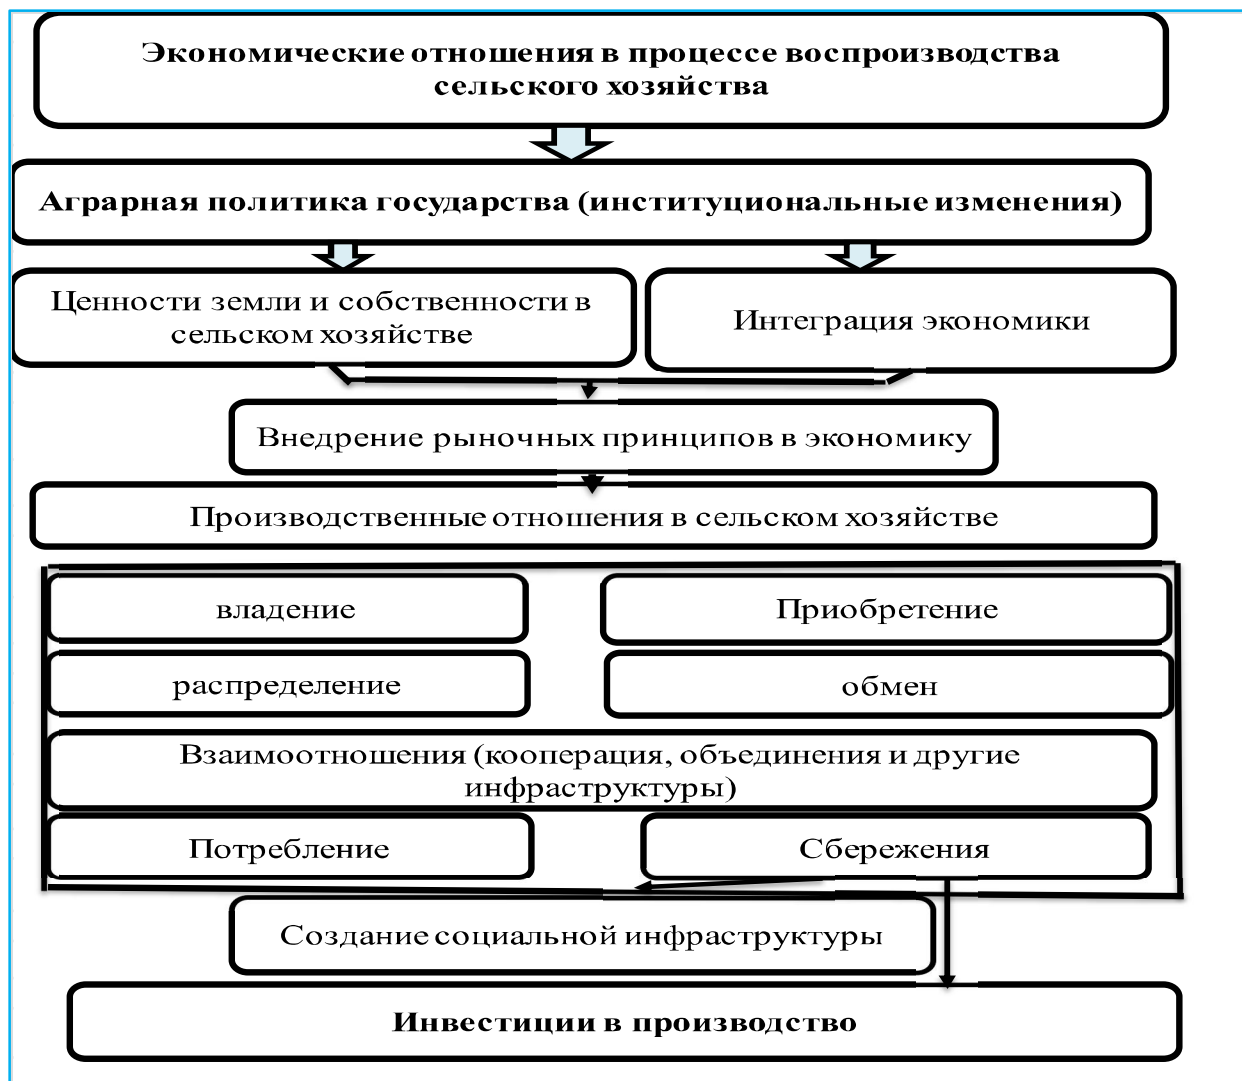 Экономические отношения в процессе воспроизводства
сельского хозяйства
Аграрная политика государства (институциональные изменения)
Ценности земли и собственности в
сельском хозяйстве
Интеграция экономики
Внедрение рыночных принципов в экономику
Производственные отношения в сельском хозяйстве
владение
Приобретение
распределение
обмен
Взаимоотношения (кооперация, объединения и другие
инфраструктуры)
Потребление
Сбережения
Создание социальной инфраструктуры
Инвестиции в производство